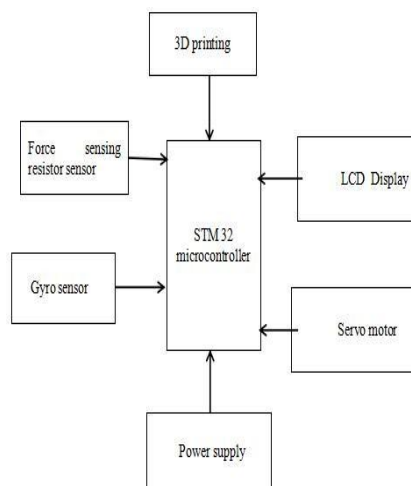 3D printing
Force sensing
resistor sensor
LCD Display
STM 32
microcontroller
Gyro sensor
Servo motor
Power supply